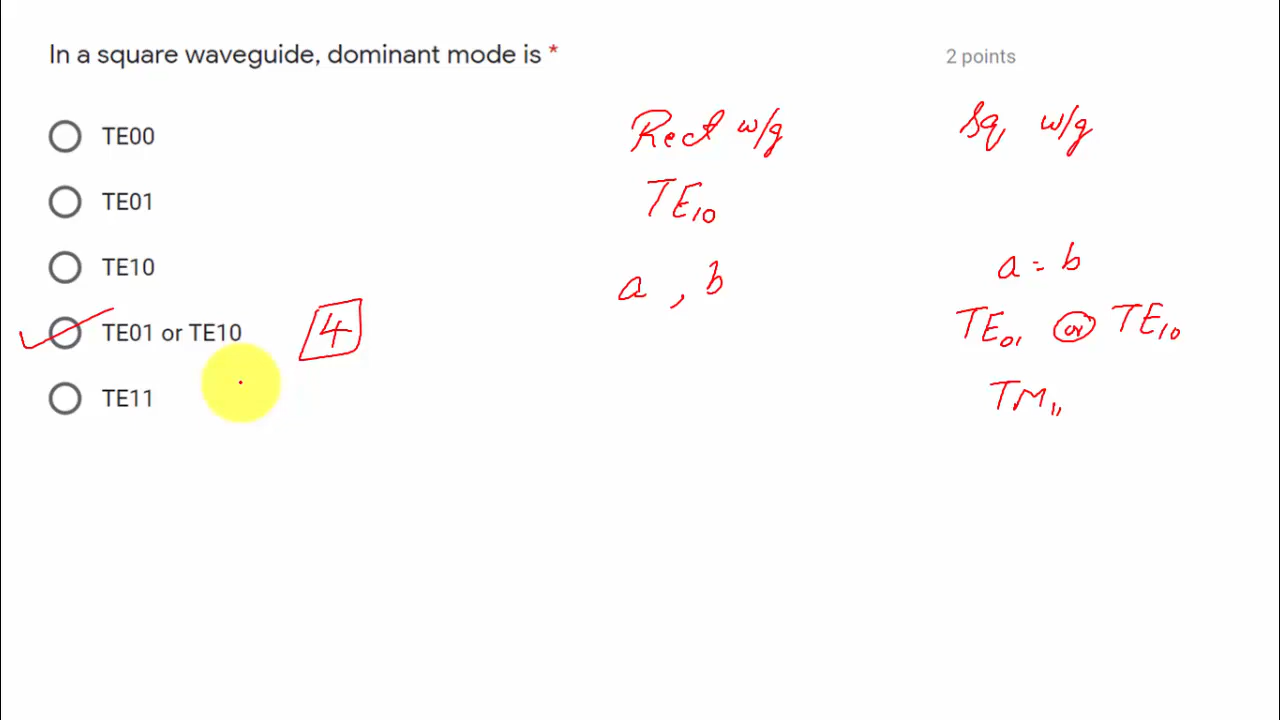 In a square waveguide, dominant mode is *
2 points
TE00
TE01
TE10
TE01 or TE10
TE11
4
Rect w/g
TE10
a , b
Sq. w/g
a = b
TE01 or TE10
TM11